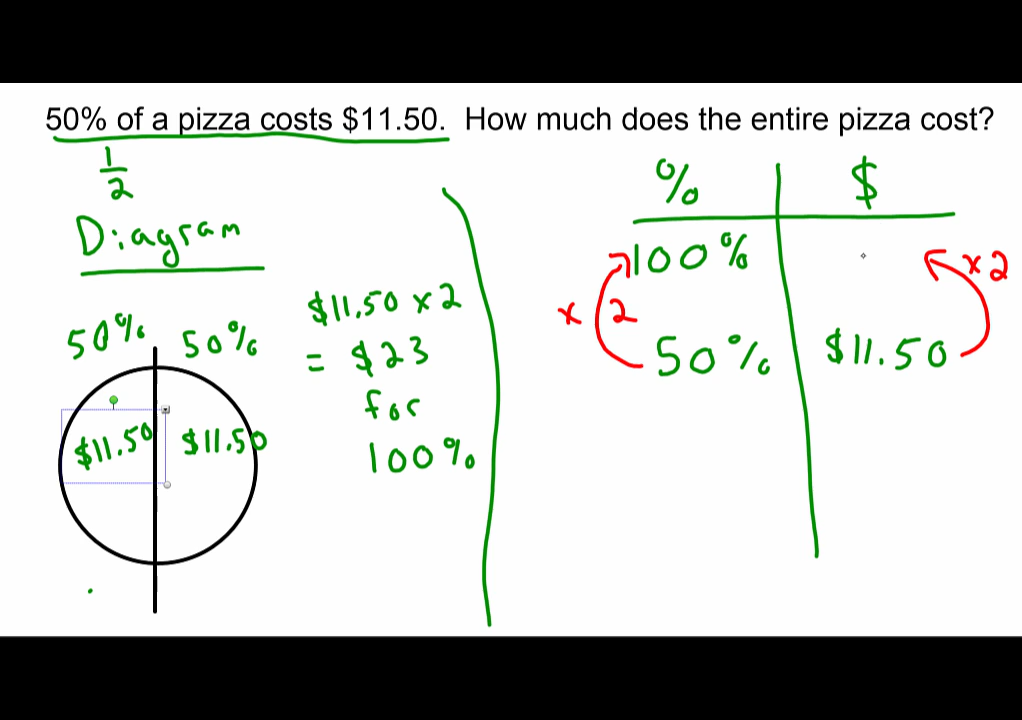 50% of a pizza costs $11.50. How much does the entire pizza cost?
1/2
Diagram
50% 50%
$11.50 $11.50
$11.50 x 2
= $23
for
100%
% $
100%
x 2 x2
50% $11.50